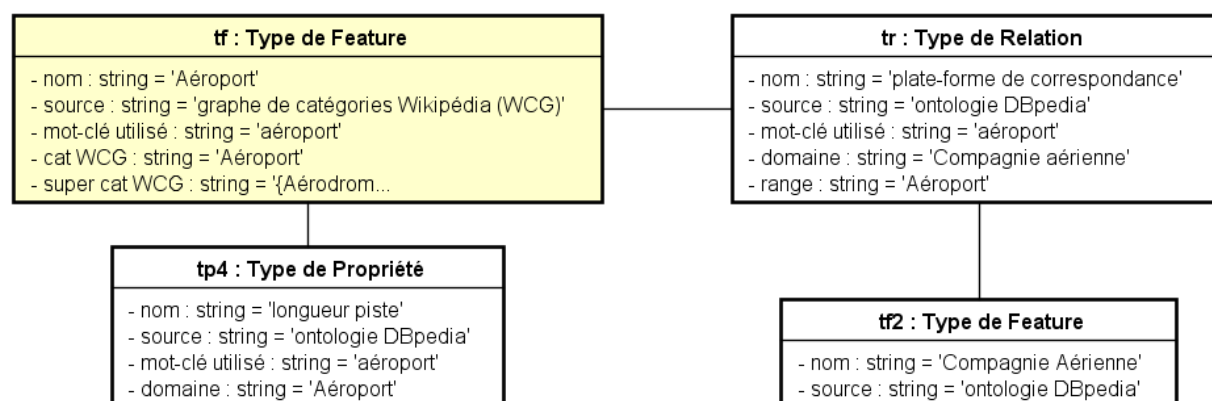 tf : Type de Feature
- nom : string = 'Aéroport'
- source : string = 'graphe de catégories Wikipédia (WCG)'
- mot-clé utilisé : string = 'aéroport'
- cat WCG : string = 'Aéroport'
- super cat WCG : string = '{Aérodrom...
tr : Type de Relation
- nom : string = 'plate-forme de correspondance'
- source : string = 'ontologie DBpedia'
- mot-clé utilisé : string = 'aéroport'
- domaine : string = 'Compagnie aérienne'
- range : string = 'Aéroport'
tp4 : Type de Propriété
- nom : string = 'longueur piste'
- source : string = 'ontologie DBpedia'
- mot-clé utilisé : string = 'aéroport'
- domaine : string = 'Aéroport'
tf2 : Type de Feature
- nom : string = 'Compagnie Aérienne'
- source : string = 'ontologie DBpedia'